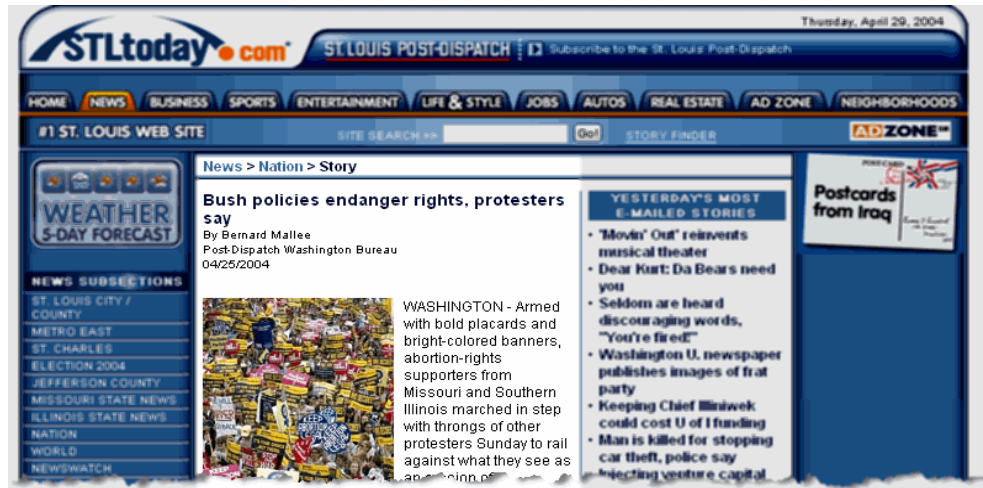 Thursday, April 29, 2004
STLtoday.com
ST. LOUIS POST-DISPATCH Subscribe to the St. Louis Post-Dispatch
HOME NEWS BUSINESS SPORTS ENTERTAINMENT LIFE & STYLE JOBS AUTOS REAL ESTATE AD ZONE NEIGHBORHOODS
#1 ST. LOUIS WEB SITE
SITE SEARCH >> Go! STORY FINDER
ADZONE
WEATHER
5-DAY FORECAST
NEWS SUBSECTIONS
ST. LOUIS CITY /
COUNTY
METRO EAST
ST. CHARLES
ELECTION 2004
JEFFERSON COUNTY
MISSOURI STATE NEWS
ILLINOIS STATE NEWS
NATION
WORLD
NEWSWATCH
News > Nation > Story
Bush policies endanger rights, protesters
say
By Bernard Mallee
Post-Dispatch Washington Bureau
04/25/2004
KEEP
ABORTION
WASHINGTON - Armed
with bold placards and
bright-colored banners,
abortion-rights
supporters from
Missouri and Southern
Illinois marched in step
with throngs of other
protesters Sunday to rail
against what they see as
YESTERDAY'S MOST
E-MAILED STORIES
• 'Movin' Out' reinvents
musical theater
• Dear Kurt: Da Bears need
you
• Seldom are heard
discouraging words,
"You're fired!"
• Washington U. newspaper
publishes images of frat
party
• Keeping Chief Illiniwek
could cost U of I funding
• Man is killed for stopping
car theft, police say
• Injecting venture capital
POST CARD
Postcards
from Iraq